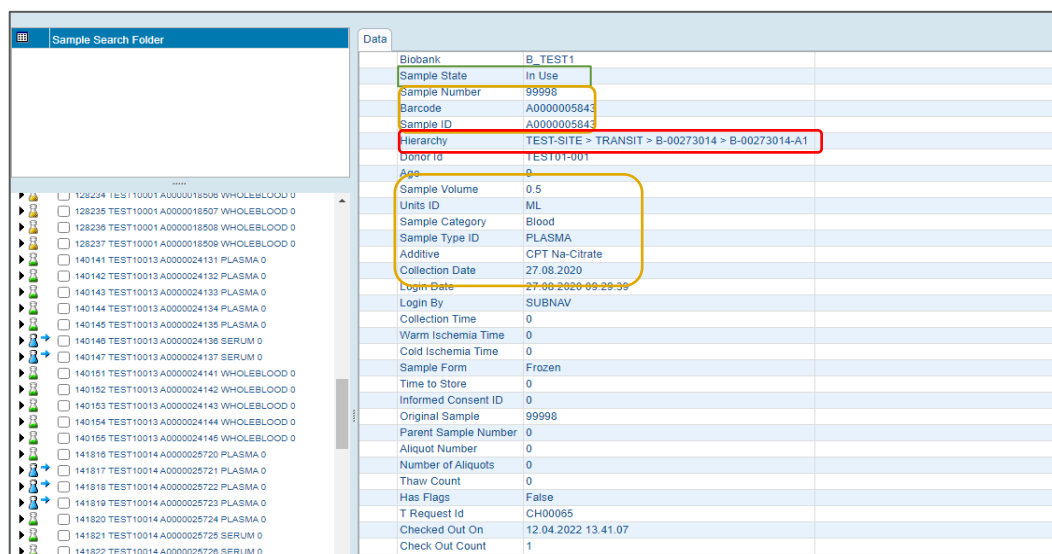 Sample Search Folder
128234 TEST10001 A0000018506 WHOLEBLOOD 0
128235 TEST10001 A0000018507 WHOLEBLOOD 0
128236 TEST10001 A0000018508 WHOLEBLOOD 0
128237 TEST10001 A0000018509 WHOLEBLOOD 0
140141 TEST10013 A0000024131 PLASMA 0
140142 TEST10013 A0000024132 PLASMA 0
140143 TEST10013 A0000024133 PLASMA 0
140144 TEST10013 A0000024134 PLASMA 0
140145 TEST10013 A0000024135 PLASMA 0
140146 TEST10013 A0000024136 SERUM 0
140147 TEST10013 A0000024137 SERUM 0
140151 TEST10013 A0000024141 WHOLEBLOOD 0
140152 TEST10013 A0000024142 WHOLEBLOOD 0
140153 TEST10013 A0000024143 WHOLEBLOOD 0
140154 TEST10013 A0000024144 WHOLEBLOOD 0
140155 TEST10013 A0000024145 WHOLEBLOOD 0
141816 TEST10014 A0000025720 PLASMA 0
141817 TEST10014 A0000025721 PLASMA 0
141818 TEST10014 A0000025722 PLASMA 0
141819 TEST10014 A0000025723 PLASMA 0
141820 TEST10014 A0000025724 PLASMA 0
141821 TEST10014 A0000025725 SERUM 0
141822 TEST10014 A0000025726 SERUM 0
Data
Biobank B_TEST1
Sample State In Use
Sample Number 99998
Barcode A0000005843
Sample ID A0000005843
Hierarchy TEST-SITE > TRANSIT > B-00273014 > B-00273014-A1
Donor Id TEST01-001
Age 0
Sample Volume 0.5
Units ID ML
Sample Category Blood
Sample Type ID PLASMA
Additive CPT Na-Citrate
Collection Date 27.08.2020
Login Date 27.08.2020 09.29.39
Login By SUBNAV
Collection Time 0
Warm Ischemia Time 0
Cold Ischemia Time 0
Sample Form Frozen
Time to Store 0
Informed Consent ID 0
Original Sample 99998
Parent Sample Number 0
Aliquot Number 0
Number of Aliquots 0
Thaw Count 0
Has Flags False
T Request Id CH00065
Checked Out On 12.04.2022 13.41.07
Check Out Count 1